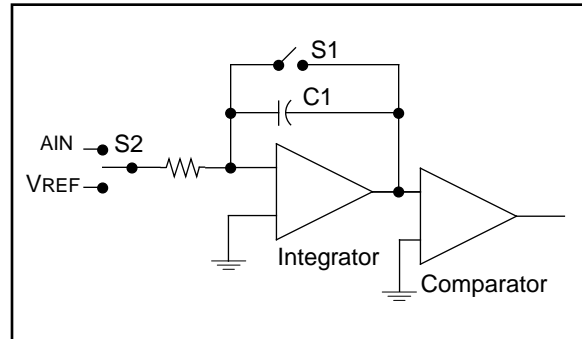 S1
C1
AIN
S2
VREF
Integrator
Comparator